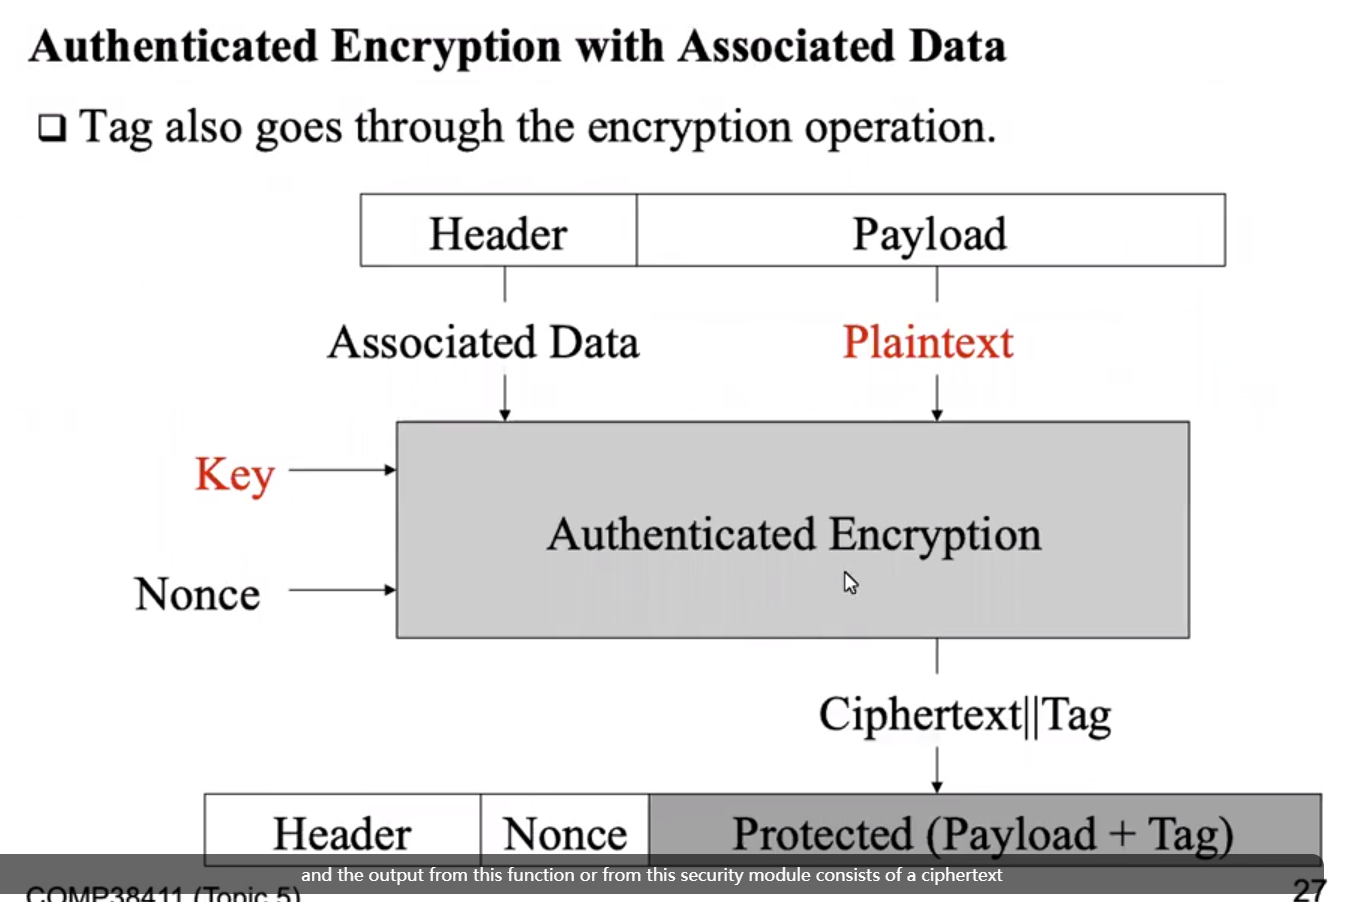 Authenticated Encryption with Associated Data
❑ Tag also goes through the encryption operation.
Header
Payload
Associated Data
Plaintext
Key
Authenticated Encryption
Nonce
Ciphertext||Tag
Header
Nonce
Protected (Payload + Tag)
and the output from this function or from this security module consists of a ciphertext
COMP38411 (Topic 5)
27